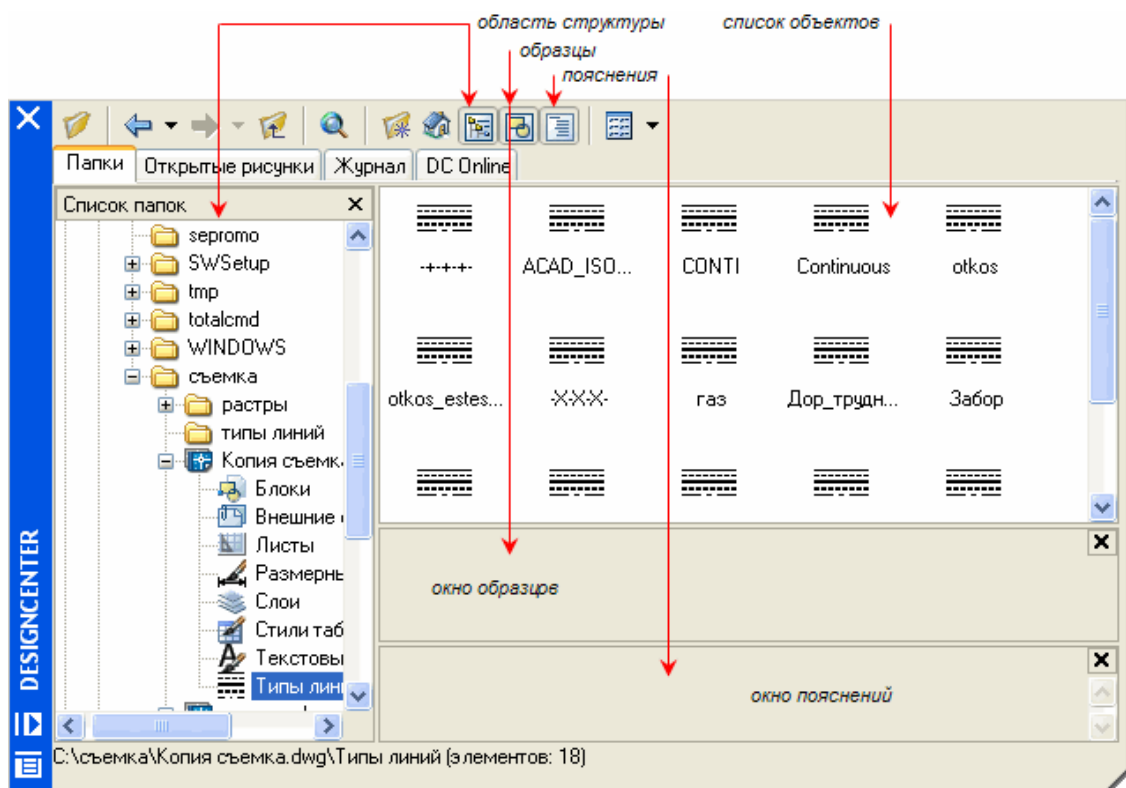 область структуры список объектов
образцы
пояснения
Папки Открытые рисунки Журнал DC Online
Список папок
sepromo
SWSetup
tmp
totalcmd
WINDOWS
съемка
растры
типы линий
Копия съемк
Блоки
Внешние
Листы
Размернь
Слои
Стили таб
Текстовы
Типы лин
-+-+-+- ACAD_ISO... CONTI Continuous otkos
otkos_estes... -X-X-X- газ Дор_трудн... Забор
окно образцрв
окно пояснений
DESIGNCENTER
C:\съемка\Копия съемка.dwg\Типы линий (элементов: 18)